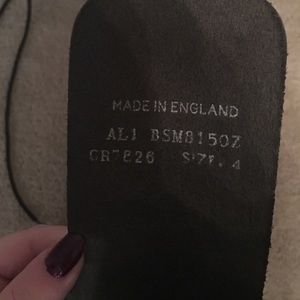 MADE IN ENGLAND
AL1 BSM8150Z
CR7826 SIZE. 4